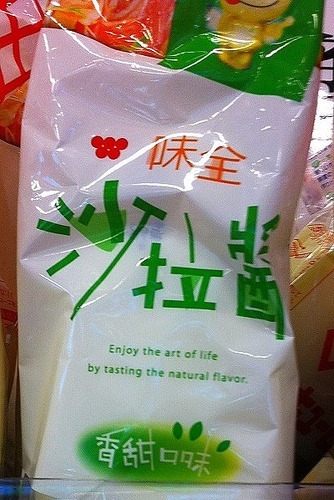 味全
沙拉醬
Enjoy the art of life
by tasting the natural flavor.
香甜口味